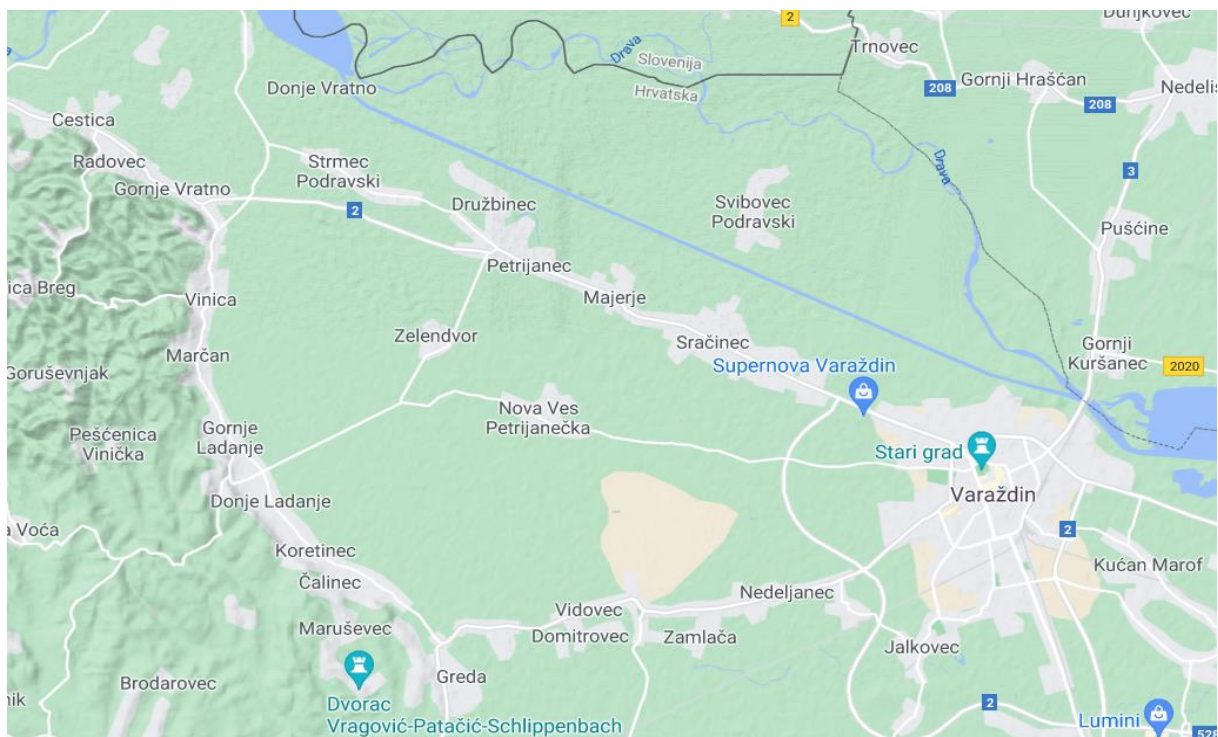 2
Dunjkovec
Trnovec
Drava
Slovenija
Hrvatska
Gornji Hrašćan
208
208
Nedelis
Donje Vratno
Cestica
Radovec
Strmec
Podravski
Gornje Vratno
2
Družbinec
Svibovec
Podravski
Drava
3
Pušćine
Petrijanec
ica Breg
Vinica
Majerje
Zelendvor
Sračinec
Marčan
Gornji
Kuršanec
2020
Supernova Varaždin
Goruševnjak
Nova Ves
Petrijanečka
Gornje
Ladanje
Pešćenica
Vinička
Stari grad
Varaždin
Donje Ladanje
a Voća
2
Koretinec
Kućan Marof
Čalinec
Nedeljanec
Vidovec
Domitrovec
Zamlača
Maruševec
Jalkovec
Greda
Brodarovec
nik
Dvorac
Vragović-Patačić-Schlippenbach
2
Lumini
528